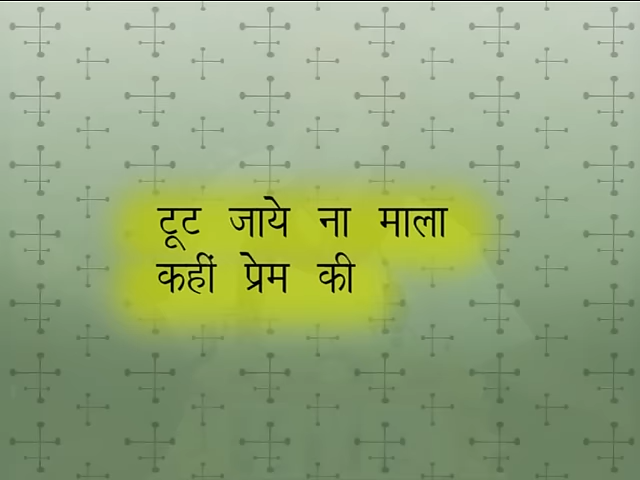 टूट जाये ना माला
कहीं प्रेम की